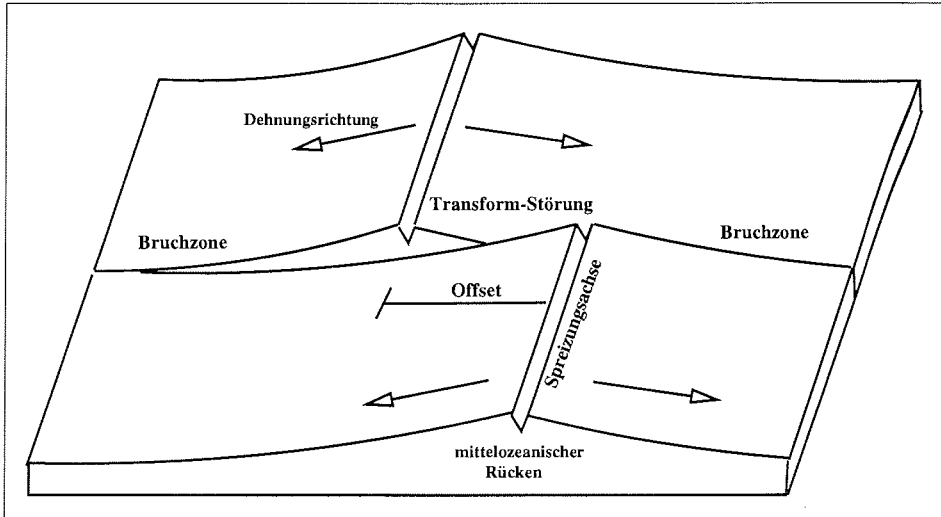 Dehnungsrichtung
Transform-Störung
Bruchzone
Bruchzone
Offset
Spreizungsachse
mittelozeanischer
Rücken